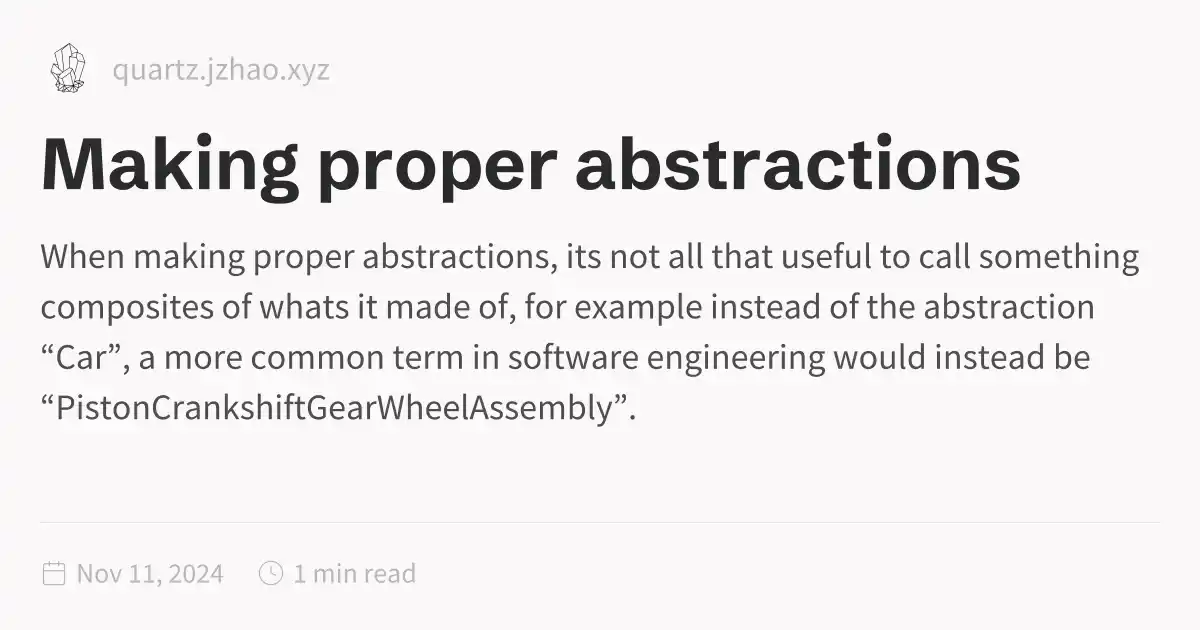 quartz.jzhao.xyz
Making proper abstractions
When making proper abstractions, its not all that useful to call something
composites of whats it made of, for example instead of the abstraction
“Car”, a more common term in software engineering would instead be
“PistonCrankshiftGearWheelAssembly”.
Nov 11, 2024 1 min read